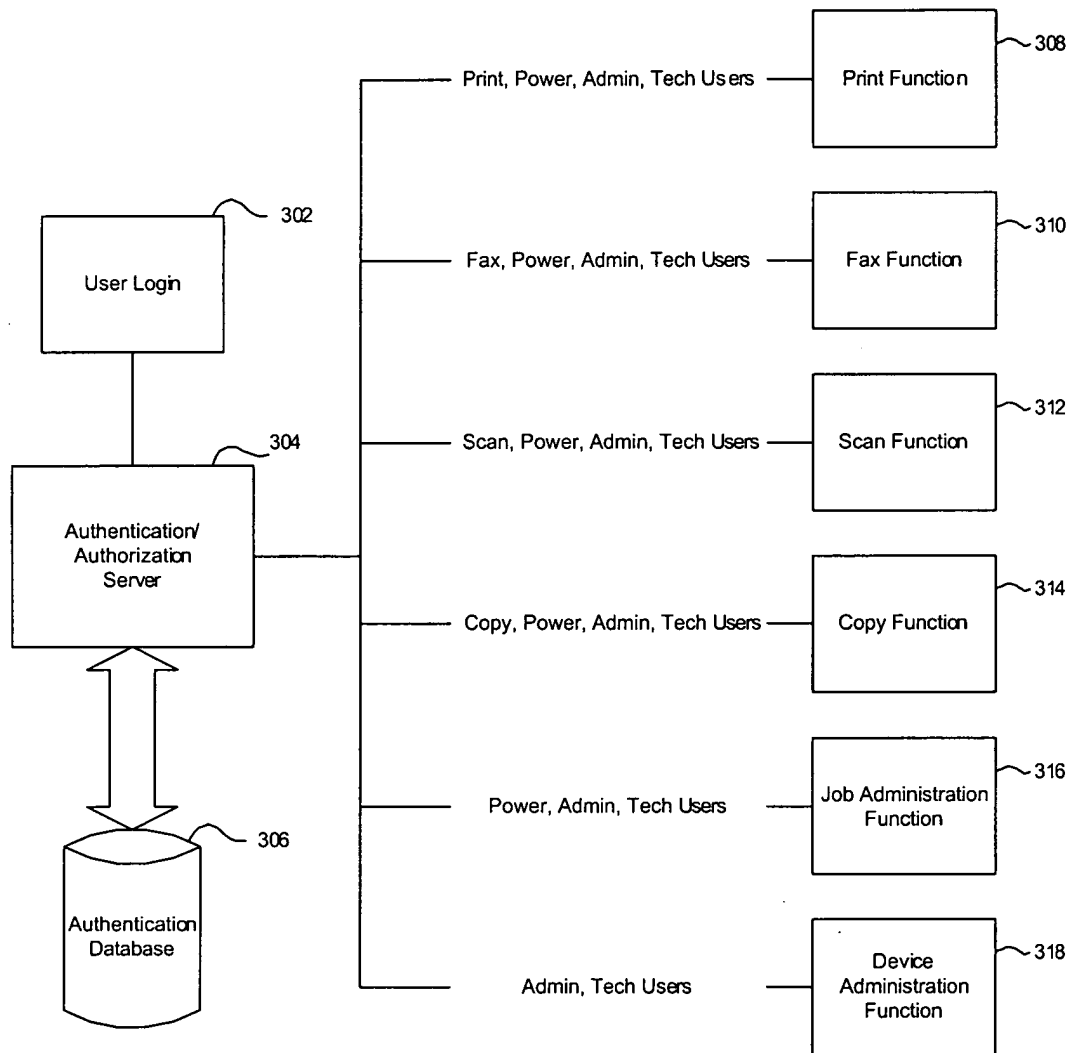 302
User Login
304
Authentication/
Authorization
Server
306
Authentication
Database
Print, Power, Admin, Tech Users
308
Print Function
Fax, Power, Admin, Tech Users
310
Fax Function
Scan, Power, Admin, Tech Users
312
Scan Function
Copy, Power, Admin, Tech Users
314
Copy Function
Power, Admin, Tech Users
316
Job Administration
Function
Admin, Tech Users
318
Device
Administration
Function